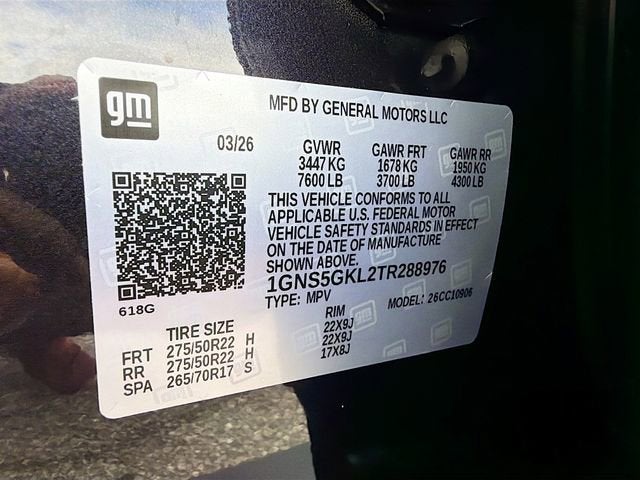 gm
MFD BY GENERAL MOTORS LLC
03/26
GVWR GAWR FRT GAWR RR
3447 KG 1678 KG 1950 KG
7600 LB 3700 LB 4300 LB
THIS VEHICLE CONFORMS TO ALL
APPLICABLE U.S. FEDERAL MOTOR
VEHICLE SAFETY STANDARDS IN EFFECT
ON THE DATE OF MANUFACTURE
SHOWN ABOVE.
1GNS5GKL2TR288976
TYPE: MPV MODEL: 26CC10906
618G
TIRE SIZE RIM
FRT 275/50R22 H 22X9J
RR 275/50R22 H 22X9J
SPA 265/70R17 S 17X8J